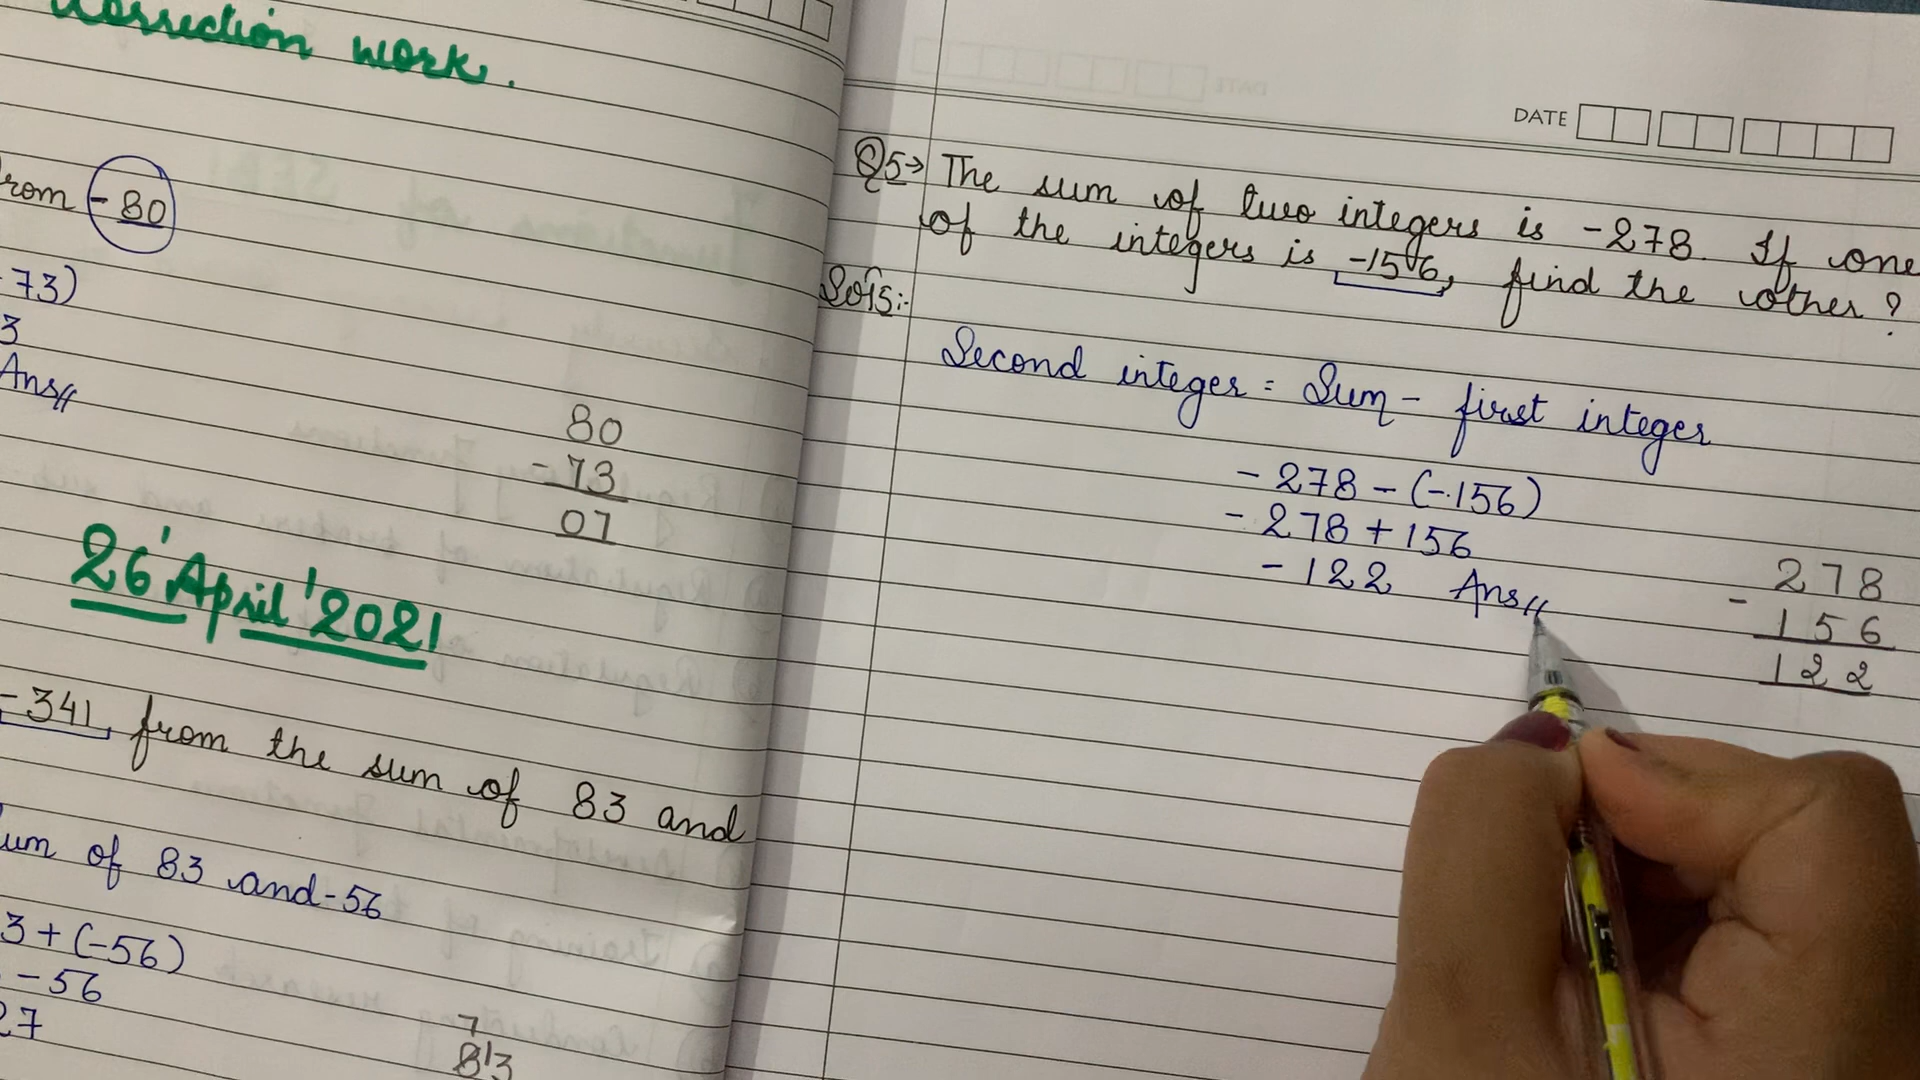 Correction work.
from -80
-73)
3
Ans
80
-73
07
26 April'2021
-341, from the sum of 83 and
Sum of 83 and -56
3+(-56)
-56
27
7
813
DATE
Q5→ The sum of two integers is -278. If one
of the integers is -156, find the other?
Sol5:-
Second integer = Sum - first integer
-278-(-156)
-278+156
-122 Ans
278
-156
122